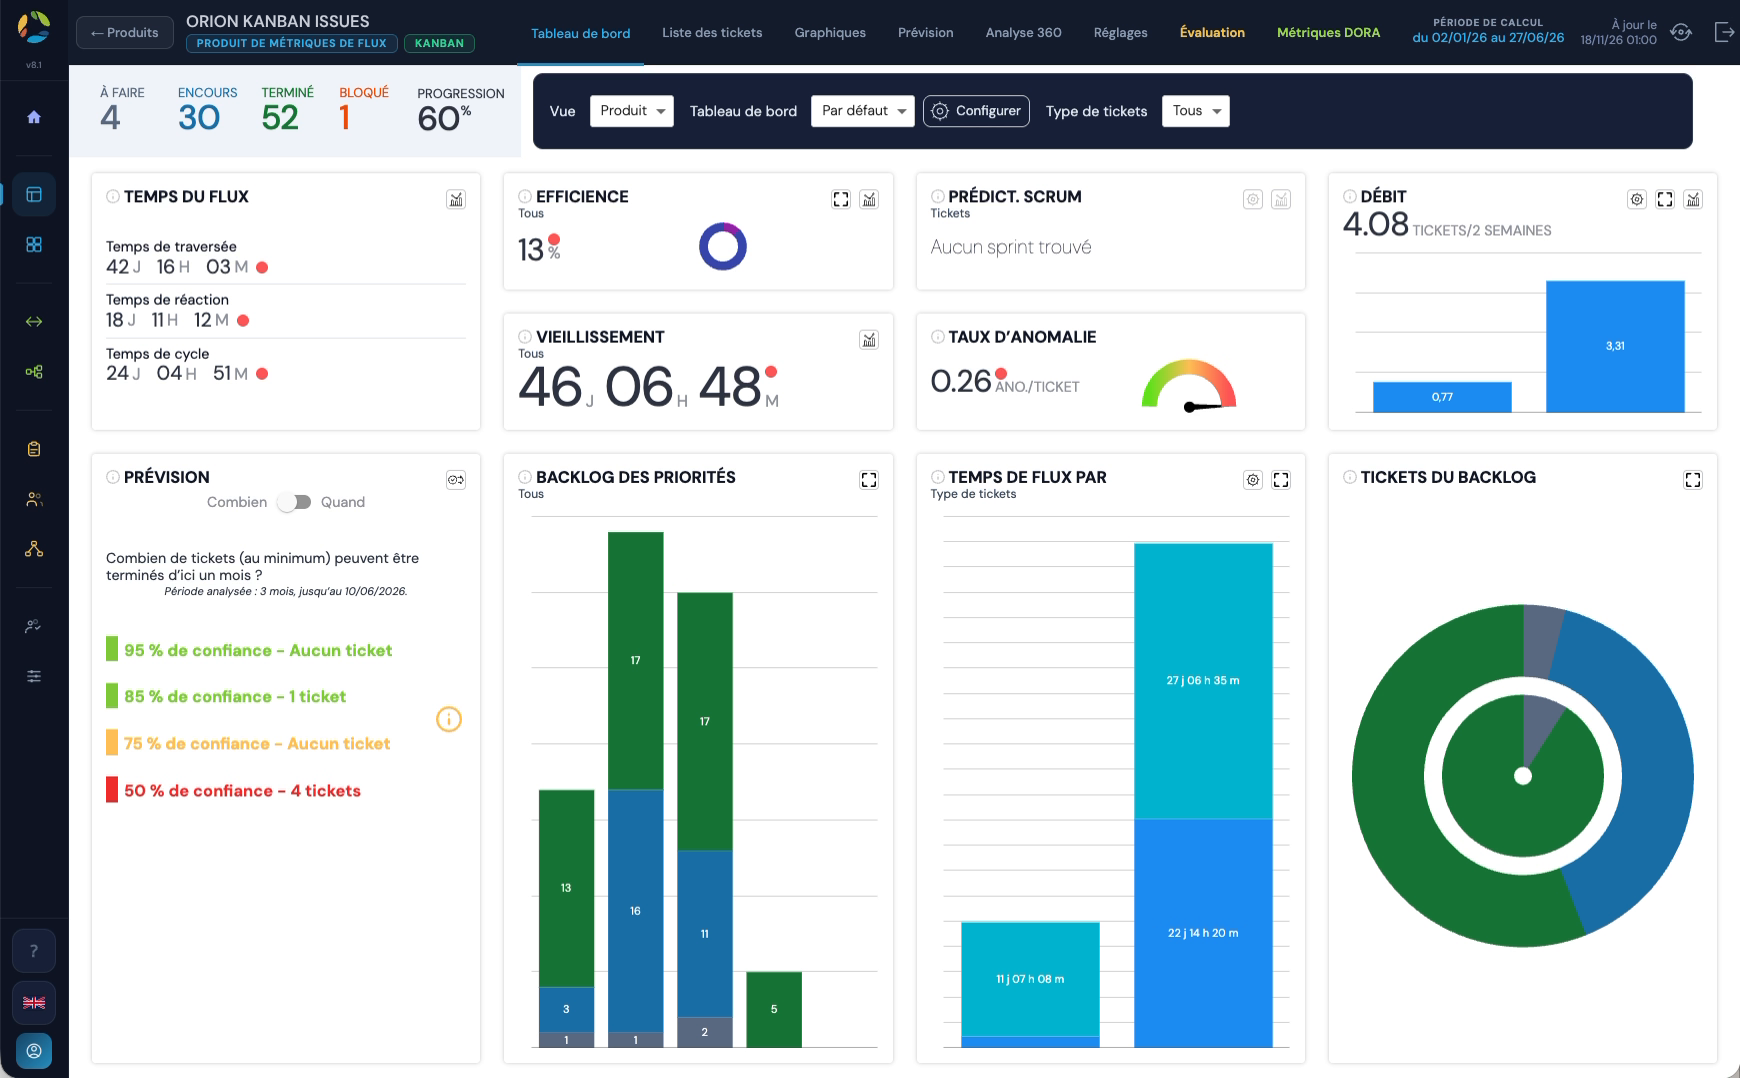 ORION KANBAN ISSUES
← Produits
PRODUIT DE MÉTRIQUES DE FLUX
KANBAN
Tableau de bord
Liste des tickets
Graphiques
Prévision
Analyse 360
Réglages
Évaluation
Métriques DORA
PÉRIODE DE CALCUL
du 02/01/26 au 27/06/26
À jour le
18/11/26 01:00
v8.1
À FAIRE
4
ENCOURS
30
TERMINÉ
52
BLOQUÉ
1
PROGRESSION
60%
Vue
Produit
Tableau de bord
Par défaut
Configurer
Type de tickets
Tous
TEMPS DU FLUX
Temps de traversée
42 J 16 H 03 M
Temps de réaction
18 J 11 H 12 M
Temps de cycle
24 J 04 H 51 M
EFFICIENCE
Tous
13 %
VIEILLISSEMENT
Tous
46 J 06 H 48 M
PRÉDICT. SCRUM
Tickets
Aucun sprint trouvé
TAUX D’ANOMALIE
0.26 ANO./TICKET
DÉBIT
4.08 TICKETS/2 SEMAINES
3,31
0,77
PRÉVISION
Combien
Quand
Combien de tickets (au minimum) peuvent être
terminés d’ici un mois ?
Période analysée : 3 mois, jusqu’au 10/06/2026.
95 % de confiance - Aucun ticket
85 % de confiance - 1 ticket
75 % de confiance - Aucun ticket
50 % de confiance - 4 tickets
BACKLOG DES PRIORITÉS
Tous
13
3
1
17
16
1
17
11
2
5
TEMPS DE FLUX PAR
Type de tickets
11 j 07 h 08 m
27 j 06 h 35 m
22 j 14 h 20 m
TICKETS DU BACKLOG
?